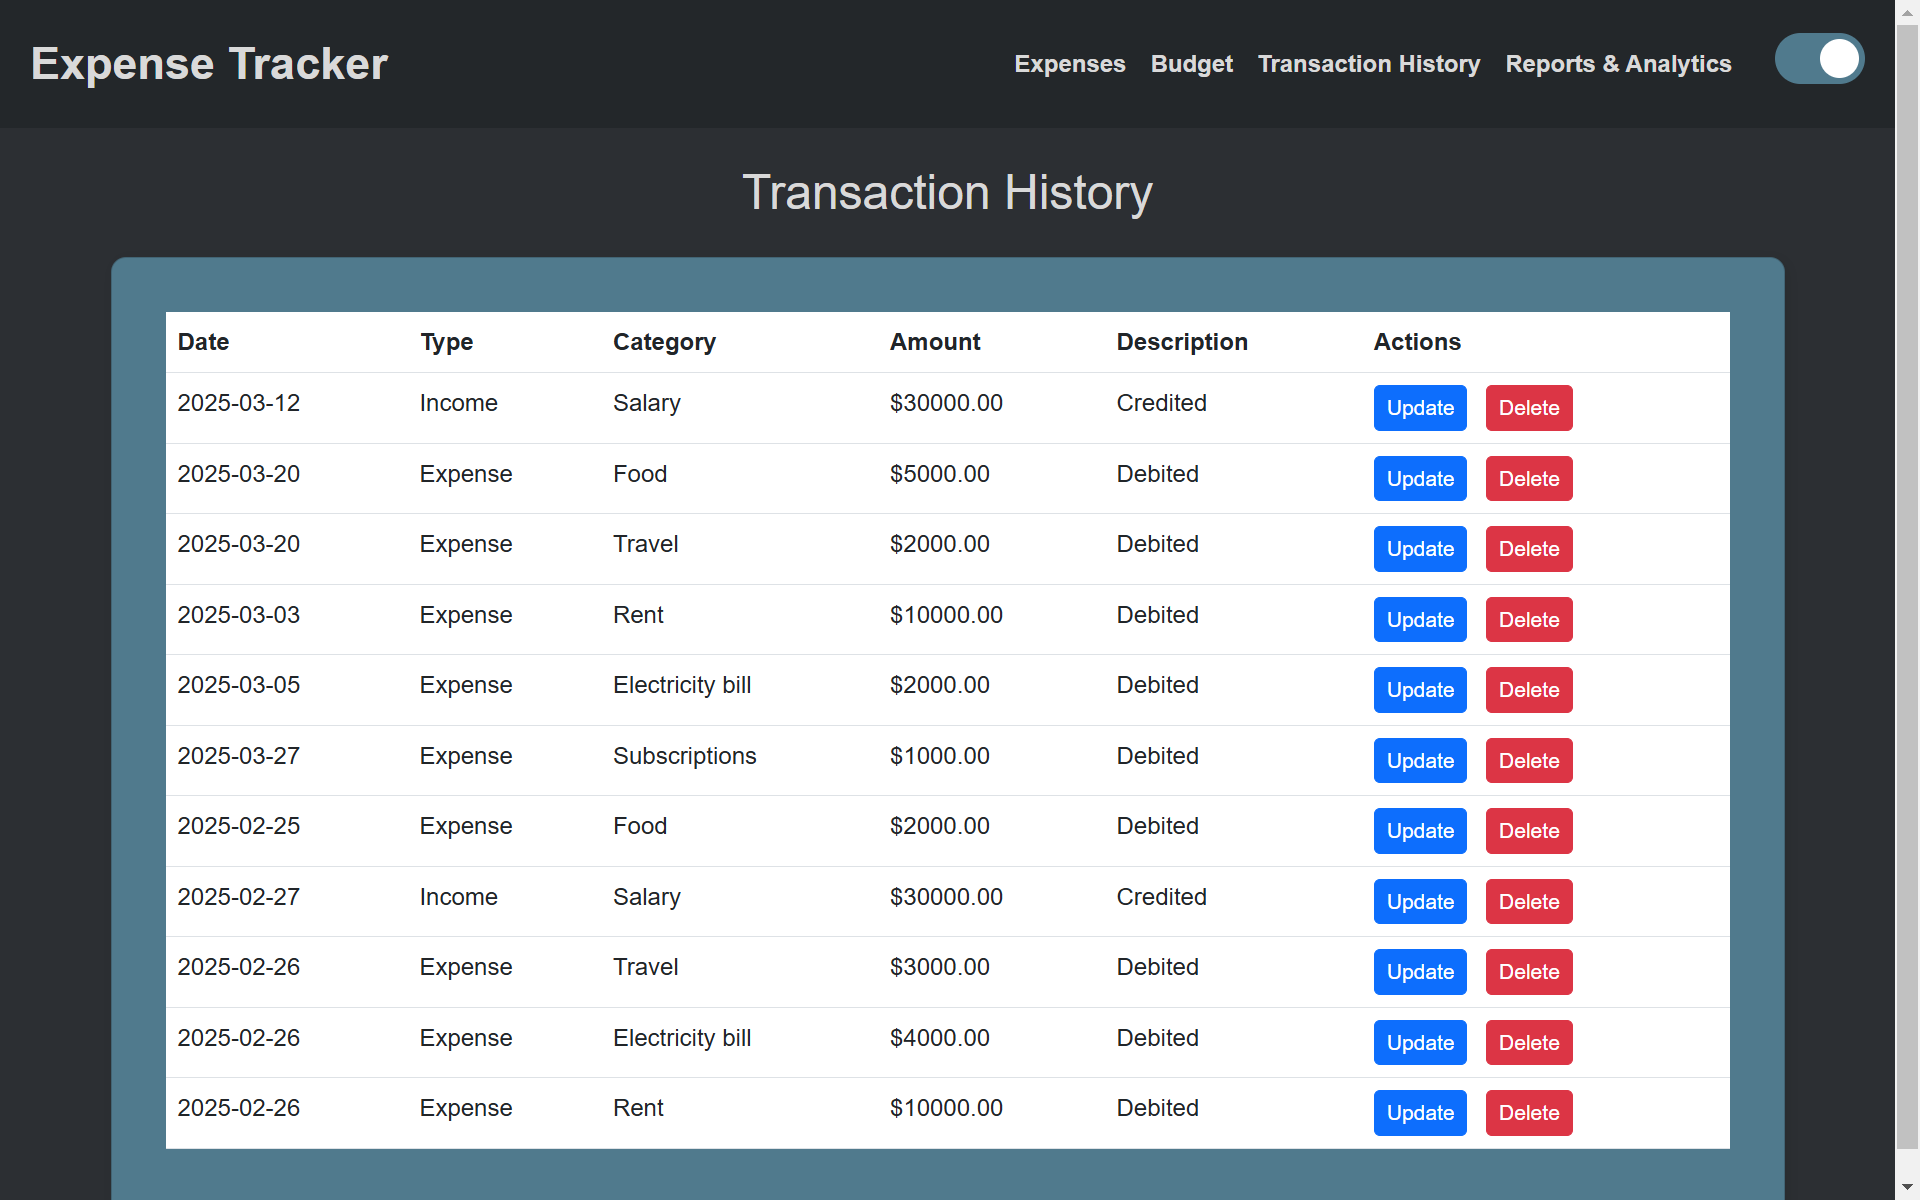 Expense Tracker
Expenses Budget Transaction History Reports & Analytics
Transaction History
Date Type Category Amount Description Actions
2025-03-12 Income Salary $30000.00 Credited Update Delete
2025-03-20 Expense Food $5000.00 Debited Update Delete
2025-03-20 Expense Travel $2000.00 Debited Update Delete
2025-03-03 Expense Rent $10000.00 Debited Update Delete
2025-03-05 Expense Electricity bill $2000.00 Debited Update Delete
2025-03-27 Expense Subscriptions $1000.00 Debited Update Delete
2025-02-25 Expense Food $2000.00 Debited Update Delete
2025-02-27 Income Salary $30000.00 Credited Update Delete
2025-02-26 Expense Travel $3000.00 Debited Update Delete
2025-02-26 Expense Electricity bill $4000.00 Debited Update Delete
2025-02-26 Expense Rent $10000.00 Debited Update Delete